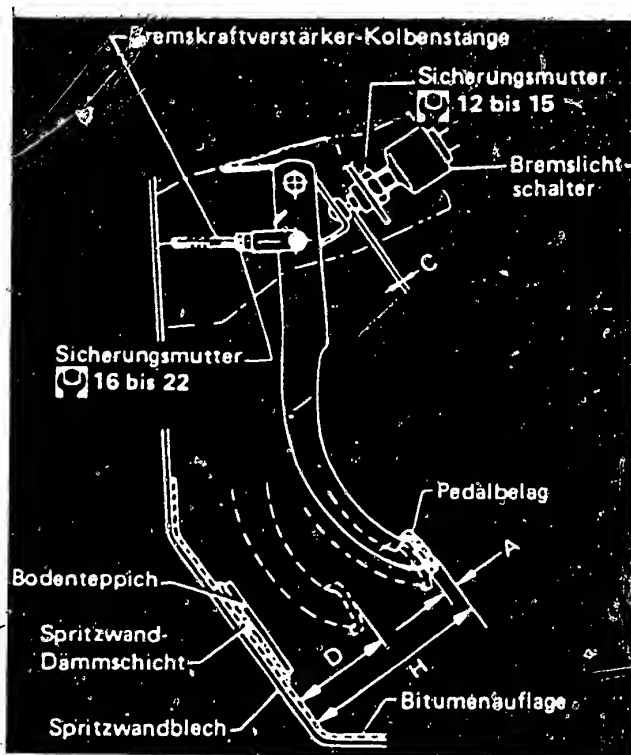 Bremskraftverstärker-Kolbenstange
Sicherungsmutter
12 bis 15
Bremslicht-
schalter
C
Sicherungsmutter
16 bis 22
Pedalbelag
A
Bodenteppich
Spritzwand-
Dämmschicht
D
H
Bitumenauflage
Spritzwandblech